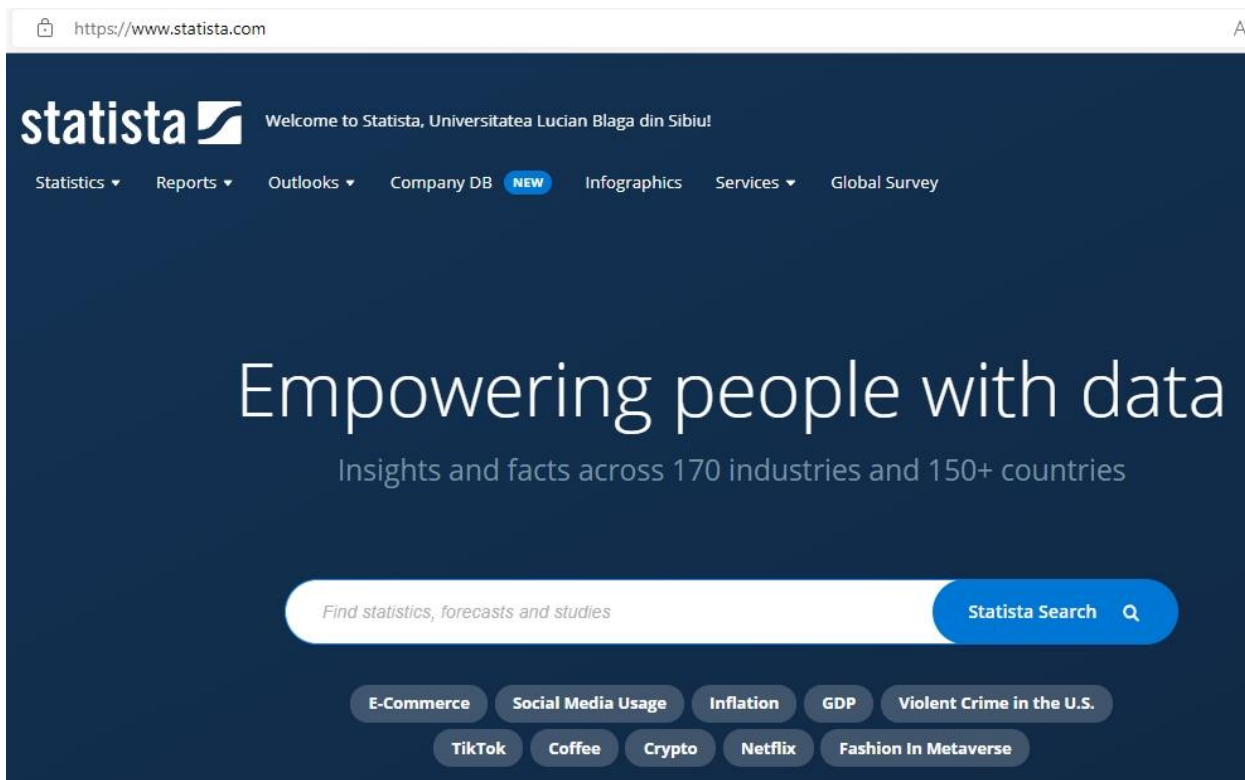 https://www.statista.com A
statista Welcome to Statista, Universitatea Lucian Blaga din Sibiu!
Statistics Reports Outlooks Company DB NEW Infographics Services Global Survey
Empowering people with data
Insights and facts across 170 industries and 150+ countries
Find statistics, forecasts and studies Statista Search
E-Commerce Social Media Usage Inflation GDP Violent Crime in the U.S.
TikTok Coffee Crypto Netflix Fashion In Metaverse